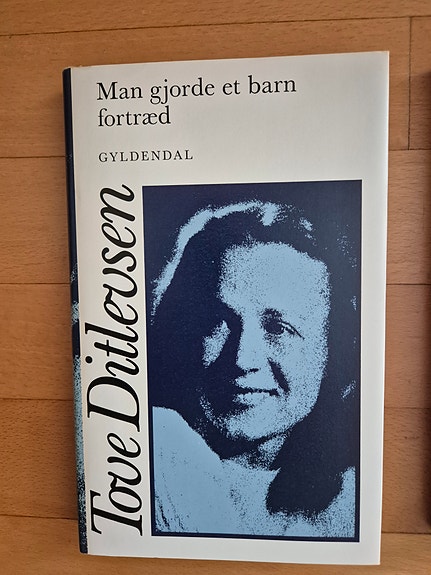 Man gjorde et barn
fortræd
GYLDENDAL
Tove Ditlevsen